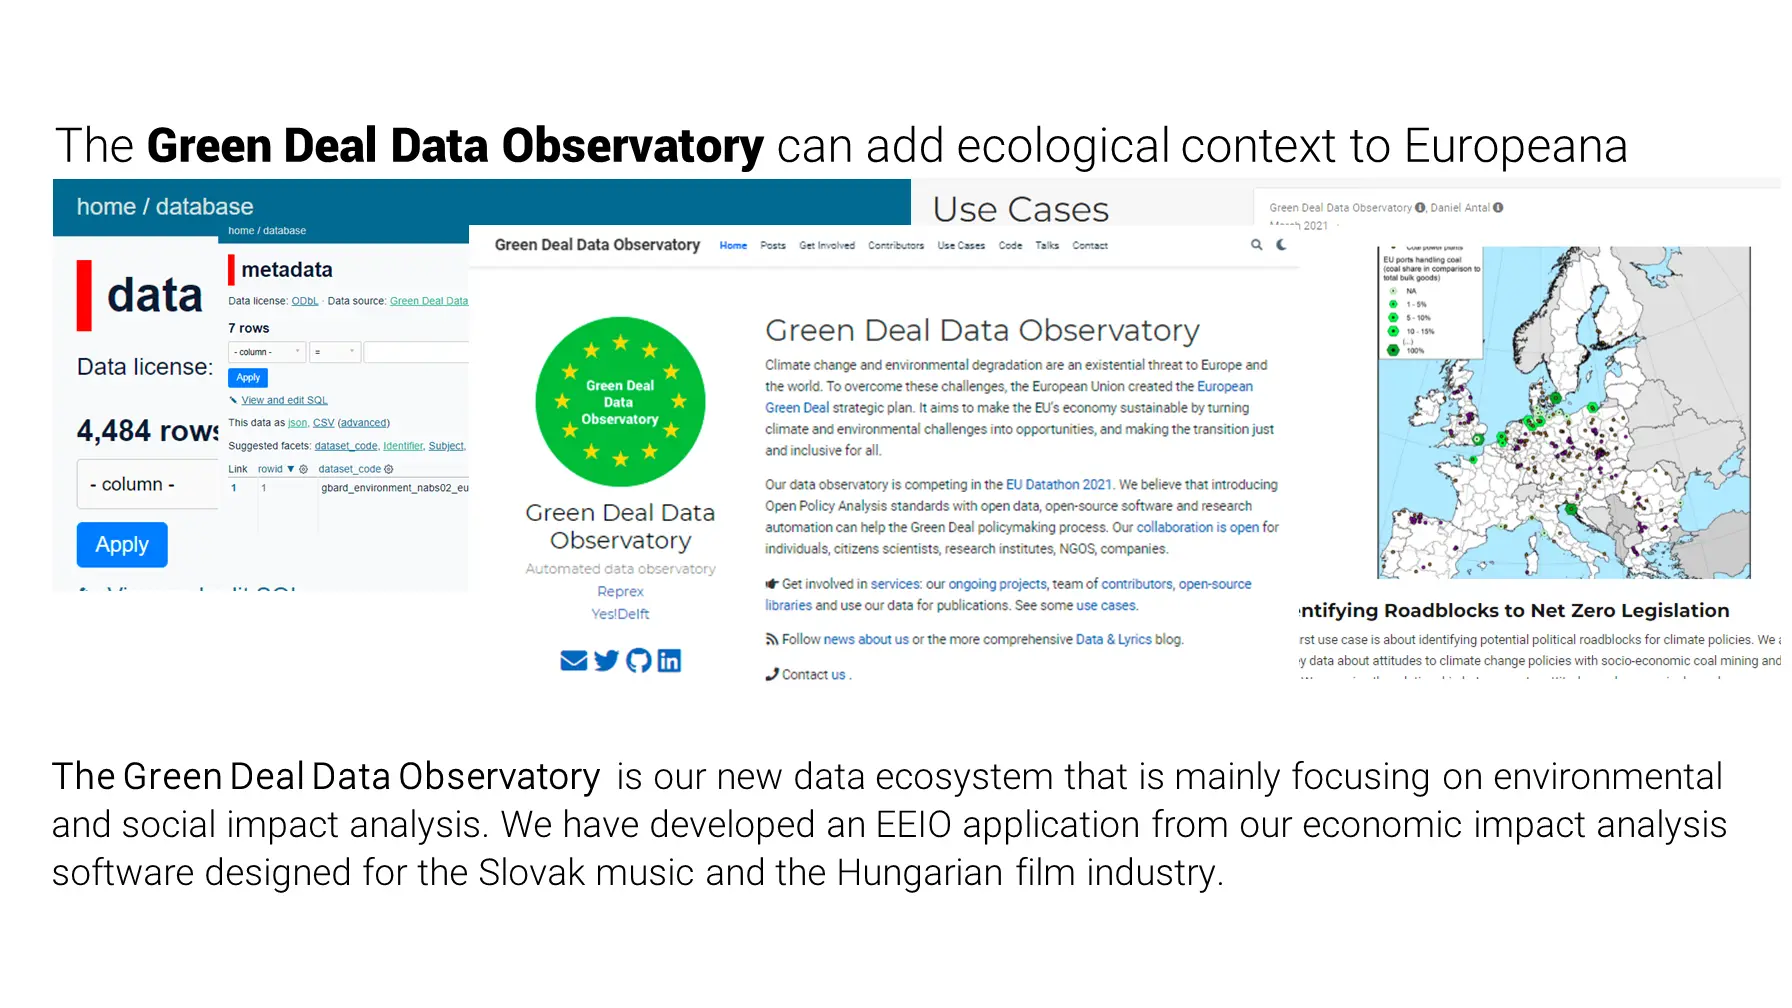 The Green Deal Data Observatory can add ecological context to Europeana
home / database
data
Data license:
4,484 rows
- column -
Apply
home / database
metadata
Data license: ODbL · Data source: Green Deal Data
7 rows
- column -
=
Apply
View and edit SQL
This data as json, CSV (advanced)
Suggested facets: dataset_code, Identifier, Subject,
Link rowid ▼ dataset_code
1 1 gbard_environment_nabs02_eu
Green Deal Data Observatory Home Posts Get Involved Contributors Use Cases Code Talks Contact
Green Deal
Data
Observatory
Green Deal Data
Observatory
Automated data observatory
Reprex
Yes!Delft
Green Deal Data Observatory
Climate change and environmental degradation are an existential threat to Europe and
the world. To overcome these challenges, the European Union created the European
Green Deal strategic plan. It aims to make the EU's economy sustainable by turning
climate and environmental challenges into opportunities, and making the transition just
and inclusive for all.
Our data observatory is competing in the EU Datathon 2021. We believe that introducing
Open Policy Analysis standards with open data, open-source software and research
automation can help the Green Deal policymaking process. Our collaboration is open for
individuals, citizens scientists, research institutes, NGOS, companies.
Get involved in services: our ongoing projects, team of contributors, open-source
libraries and use our data for publications. See some use cases.
Follow news about us or the more comprehensive Data & Lyrics blog.
Contact us .
Use Cases
Green Deal Data Observatory, Daniel Antal
March 2021
Coal power plants
EU ports handling coal
(coal share in comparison to
total bulk goods)
NA
1 - 5%
5 - 10%
10 - 15%
(...)
100%
entifying Roadblocks to Net Zero Legislation
rst use case is about identifying potential political roadblocks for climate policies. We a
y data about attitudes to climate change policies with socio-economic coal mining and
The Green Deal Data Observatory is our new data ecosystem that is mainly focusing on environmental
and social impact analysis. We have developed an EEIO application from our economic impact analysis
software designed for the Slovak music and the Hungarian film industry.